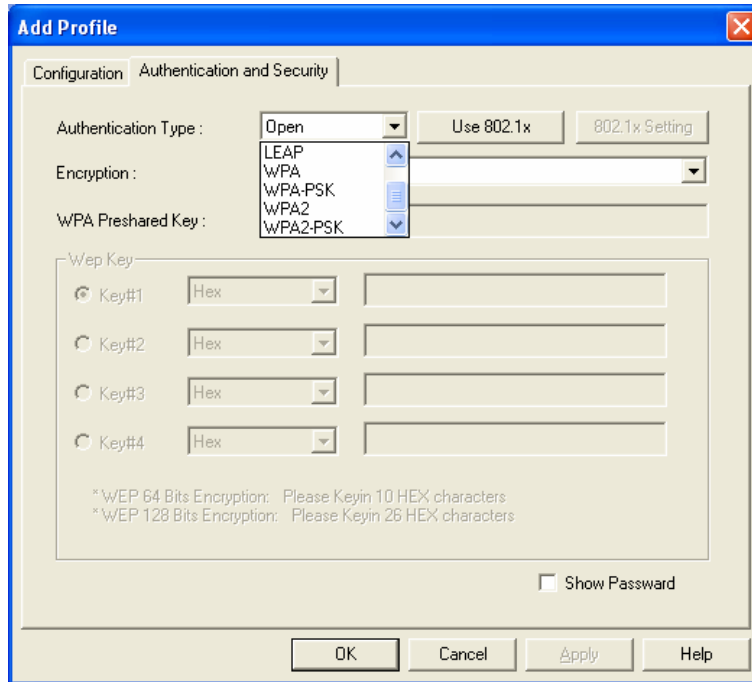 Add Profile
Configuration
Authentication and Security
Authentication Type :
Open
Use 802.1x
802.1x Setting
LEAP
WPA
WPA-PSK
WPA2
WPA2-PSK
Encryption :
WPA Preshared Key :
Wep Key
Key#1
Hex
Key#2
Hex
Key#3
Hex
Key#4
Hex
* WEP 64 Bits Encryption: Please Keyin 10 HEX characters
* WEP 128 Bits Encryption: Please Keyin 26 HEX characters
Show Passward
OK
Cancel
Apply
Help